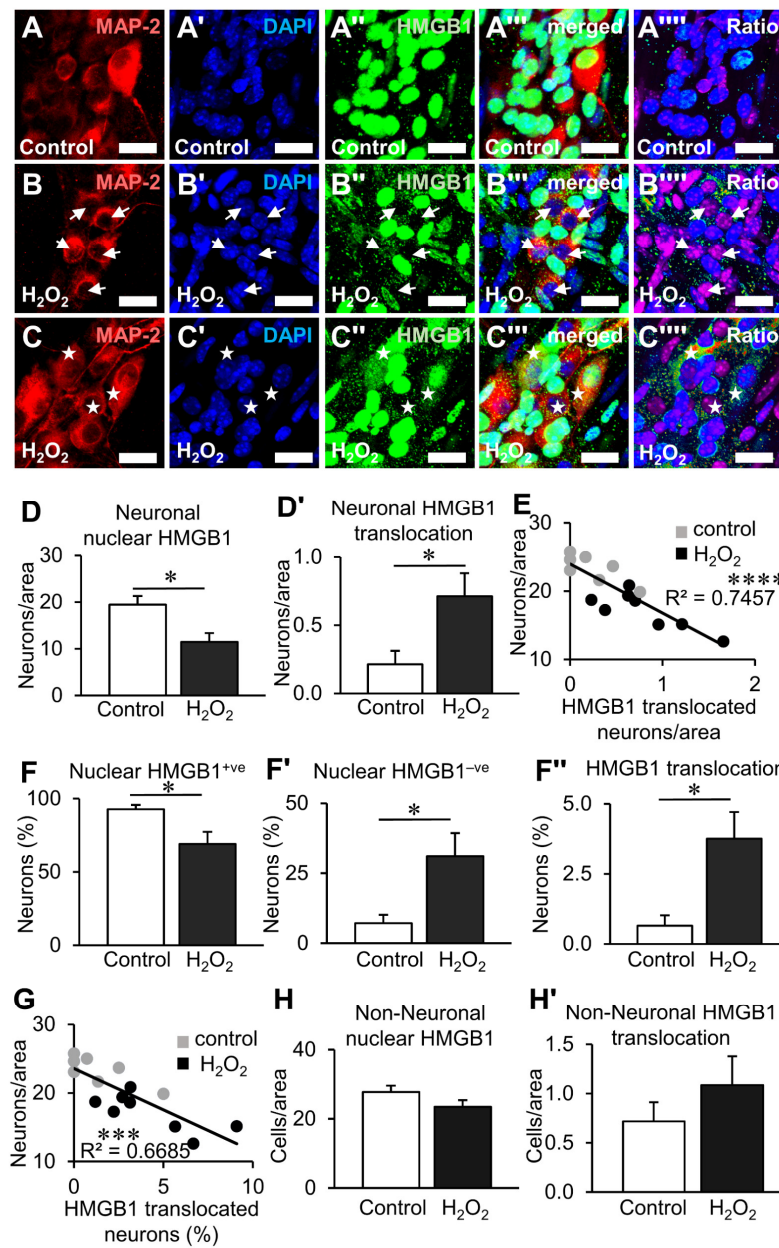 A MAP-2 A' DAPI A'' HMGB1 A''' merged A'''' Ratio
Control Control Control Control Control
B MAP-2 B' DAPI B'' HMGB1 B''' merged B'''' Ratio
H₂O₂ H₂O₂ H₂O₂ H₂O₂ H₂O₂
C MAP-2 C' DAPI C'' HMGB1 C''' merged C'''' Ratio
H₂O₂ H₂O₂ H₂O₂ H₂O₂ H₂O₂
D Neuronal
nuclear HMGB1
Neurons/area
20
10
0
*
Control H₂O₂
D' Neuronal HMGB1
translocation
Neurons/area
1.0
0.5
0.0
*
Control H₂O₂
E
Neurons/area
30
20
10
control
H₂O₂
****
R² = 0.7457
0 1 2
HMGB1 translocated
neurons/area
F Nuclear HMGB1⁺ᵛᵉ
Neurons (%)
100
50
0
*
Control H₂O₂
F' Nuclear HMGB1⁻ᵛᵉ
Neurons (%)
50
25
0
*
Control H₂O₂
F'' HMGB1 translocation
Neurons (%)
5.0
2.5
0.0
*
Control H₂O₂
G
Neurons/area
30
20
10
control
H₂O₂
***
R² = 0.6685
0 5 10
HMGB1 translocated
neurons (%)
H Non-Neuronal
nuclear HMGB1
Cells/area
40
20
0
Control H₂O₂
H' Non-Neuronal HMGB1
translocation
Cells/area
1.5
1.0
0.5
0.0
Control H₂O₂